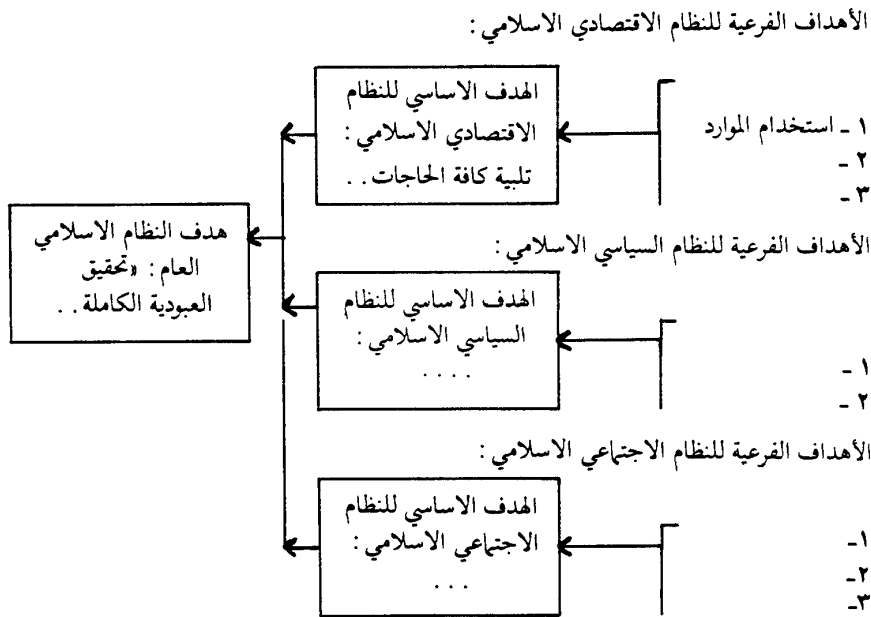 الأهداف الفرعية للنظام الاقتصادي الاسلامي :
١ ـ استخدام الموارد
٢ ـ
٣ ـ
الهدف الاساسي للنظام
الاقتصادي الاسلامي :
تلبية كافة الحاجات . .
هدف النظام الاسلامي
العام : «تحقيق
العبودية الكاملة . .
الأهداف الفرعية للنظام السياسي الاسلامي :
١ ـ
٢ ـ
الهدف الاساسي للنظام
السياسي الاسلامي :
. . . .
الأهداف الفرعية للنظام الاجتماعي الاسلامي :
١ـ
٢ـ
٣ـ
الهدف الاساسي للنظام
الاجتماعي الاسلامي :
. . .